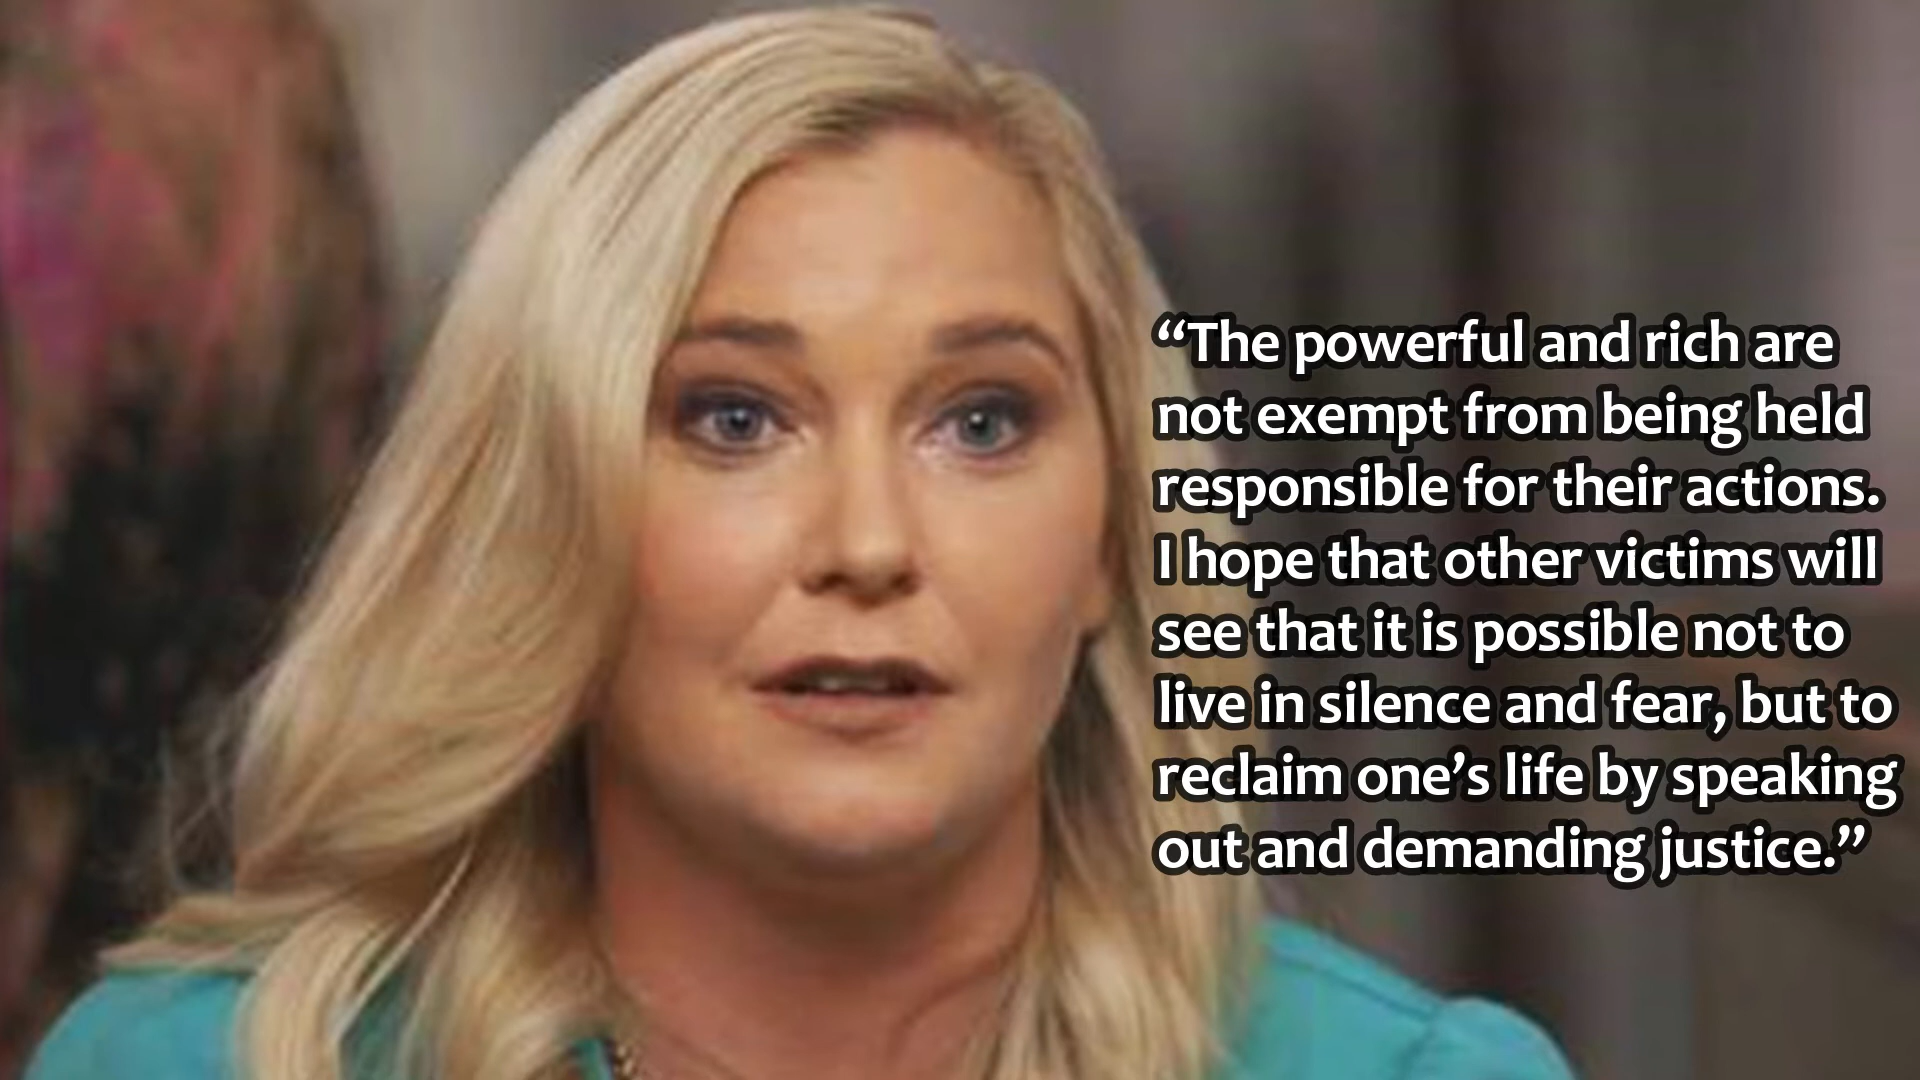 “The powerful and rich are
not exempt from being held
responsible for their actions.
I hope that other victims will
see that it is possible not to
live in silence and fear, but to
reclaim one’s life by speaking
out and demanding justice.”